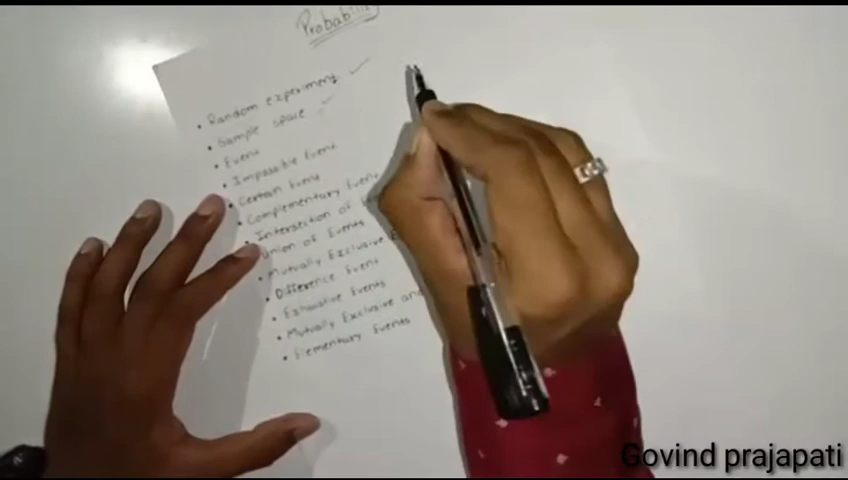 Probability
• Random experiment ✓
• Sample space ✓
• Event
• Impossible Event
• Certain Event
• Complementary Event
• Intersection of
• Union of Events
• Mutually Exclusive
• Difference Event
• Exhaustive Events
• Mutually Exclusive and
• Elementary Events
Govind prajapati